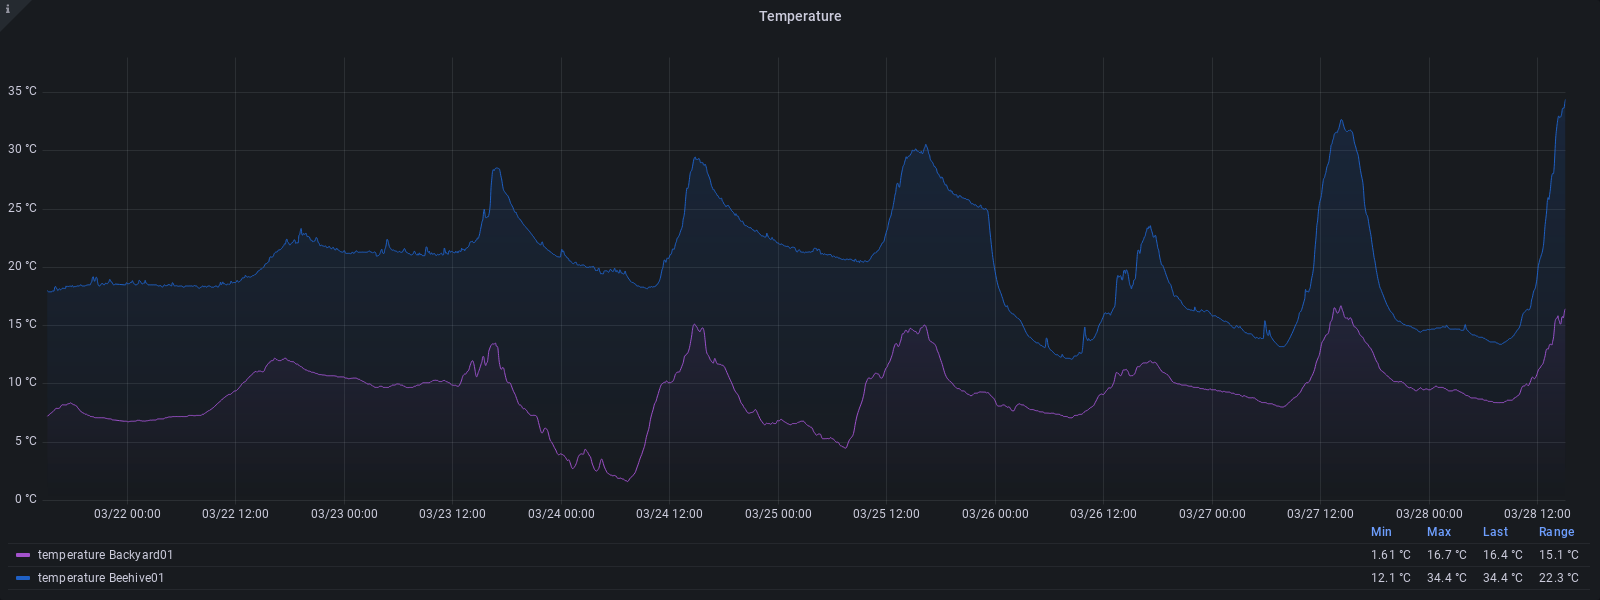 i
Temperature
35 °C
30 °C
25 °C
20 °C
15 °C
10 °C
5 °C
0 °C
03/22 00:00 03/22 12:00 03/23 00:00 03/23 12:00 03/24 00:00 03/24 12:00 03/25 00:00 03/25 12:00 03/26 00:00 03/26 12:00 03/27 00:00 03/27 12:00 03/28 00:00 03/28 12:00
Min Max Last Range
temperature Backyard01 1.61 °C 16.7 °C 16.4 °C 15.1 °C
temperature Beehive01 12.1 °C 34.4 °C 34.4 °C 22.3 °C